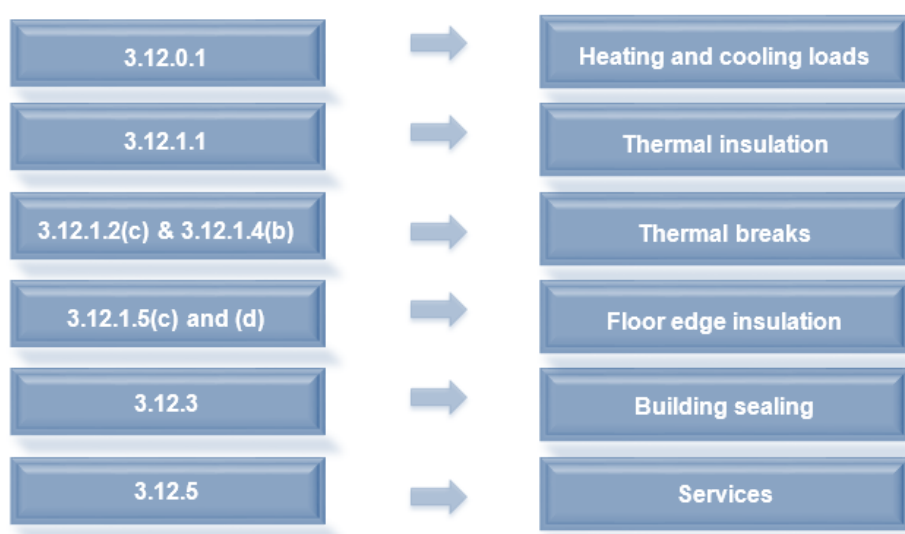 3.12.0.1
Heating and cooling loads
3.12.1.1
Thermal insulation
3.12.1.2(c) & 3.12.1.4(b)
Thermal breaks
3.12.1.5(c) and (d)
Floor edge insulation
3.12.3
Building sealing
3.12.5
Services